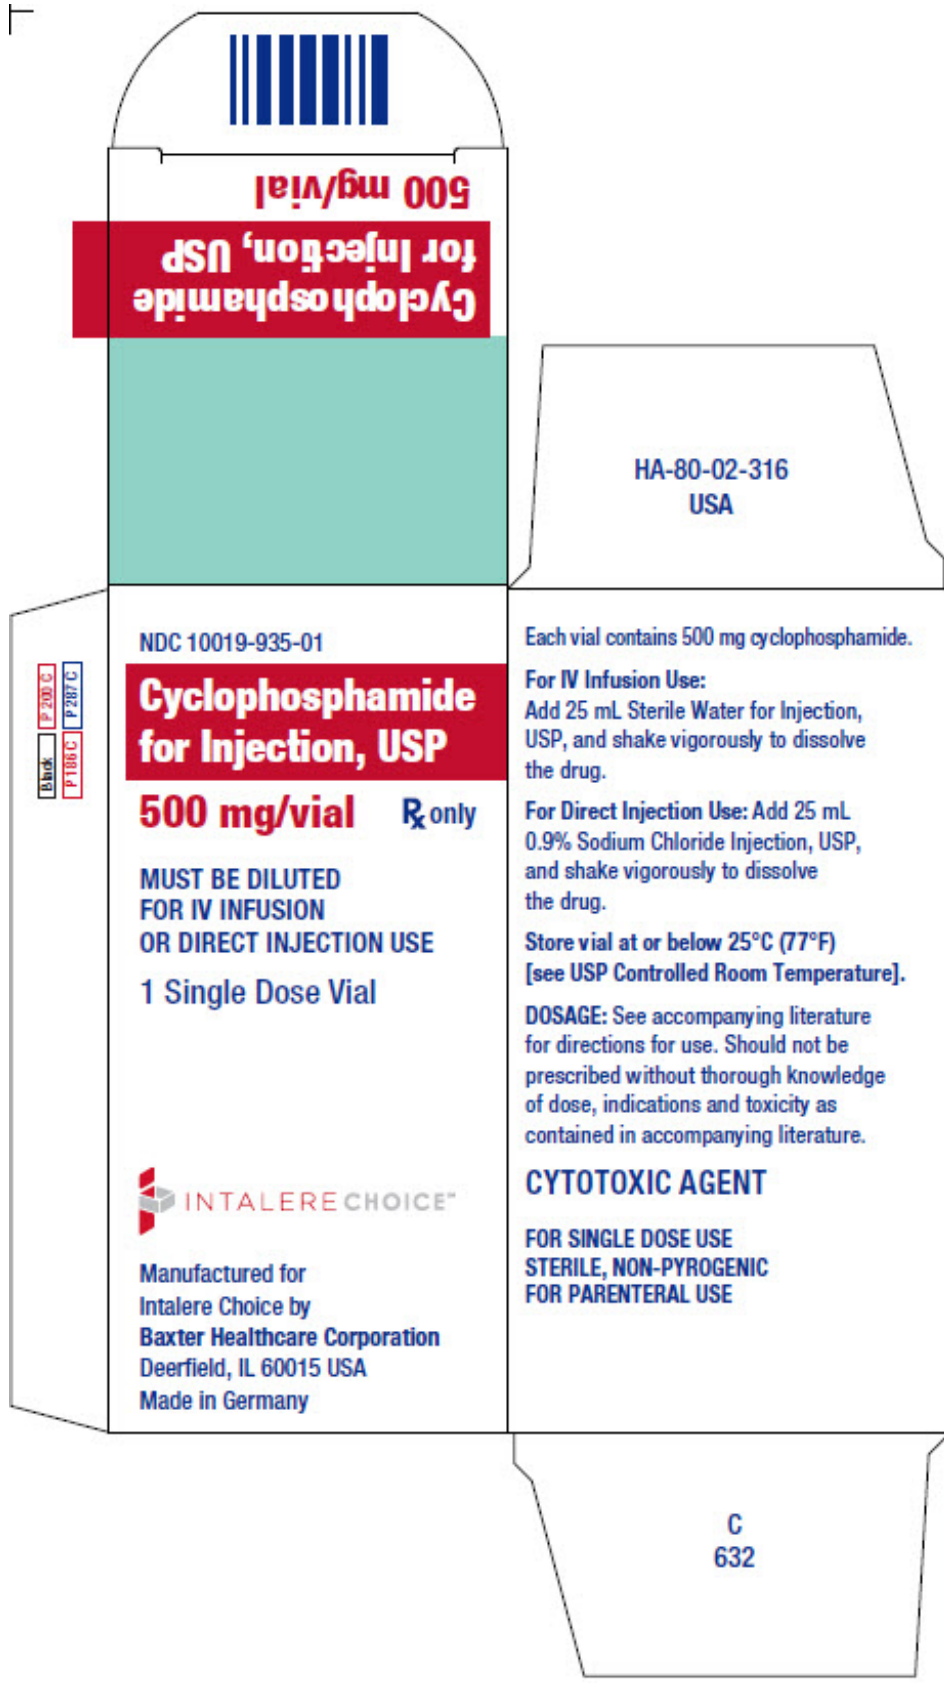 500 mg/vial
Cyclophosphamide
for Injection, USP
HA-80-02-316
USA
P 200 C
P 287 C
Black
P 186 C
NDC 10019-935-01
Cyclophosphamide
for Injection, USP
500 mg/vial
Rx only
MUST BE DILUTED
FOR IV INFUSION
OR DIRECT INJECTION USE
1 Single Dose Vial
INTALERE CHOICE™
Manufactured for
Intalere Choice by
Baxter Healthcare Corporation
Deerfield, IL 60015 USA
Made in Germany
Each vial contains 500 mg cyclophosphamide.
For IV Infusion Use:
Add 25 mL Sterile Water for Injection,
USP, and shake vigorously to dissolve
the drug.
For Direct Injection Use: Add 25 mL
0.9% Sodium Chloride Injection, USP,
and shake vigorously to dissolve
the drug.
Store vial at or below 25°C (77°F)
[see USP Controlled Room Temperature].
DOSAGE: See accompanying literature
for directions for use. Should not be
prescribed without thorough knowledge
of dose, indications and toxicity as
contained in accompanying literature.
CYTOTOXIC AGENT
FOR SINGLE DOSE USE
STERILE, NON-PYROGENIC
FOR PARENTERAL USE
C
632